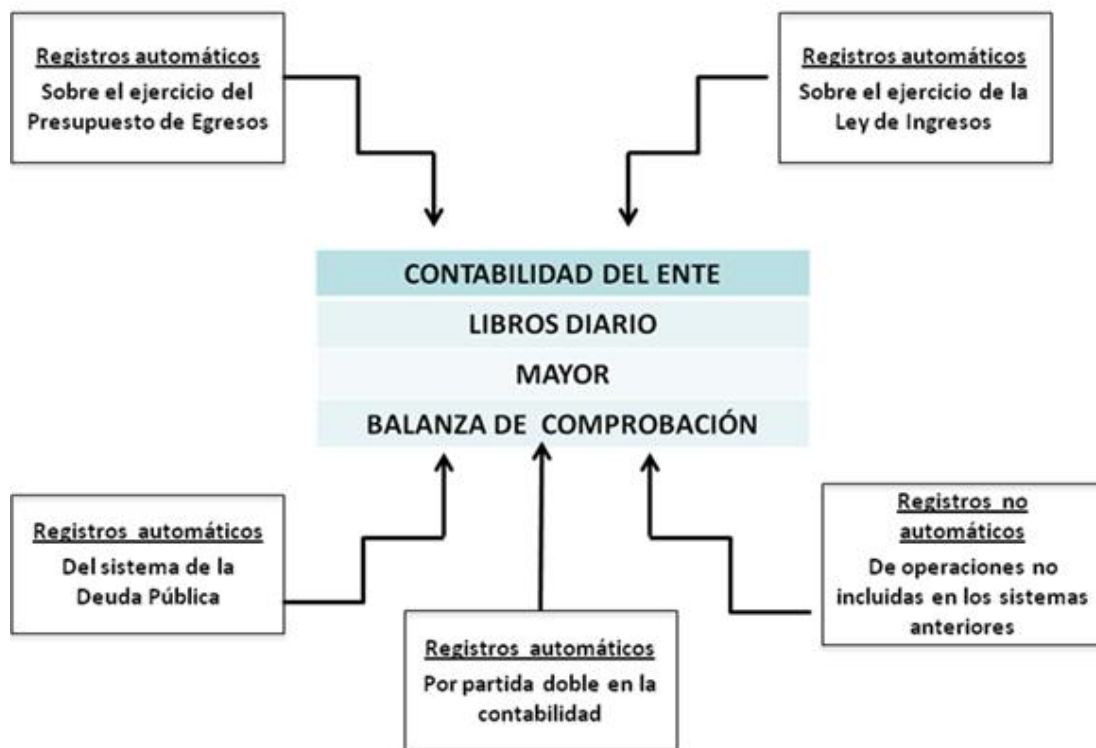 Registros automáticos
Sobre el ejercicio del
Presupuesto de Egresos
Registros automáticos
Sobre el ejercicio de la
Ley de Ingresos
CONTABILIDAD DEL ENTE
LIBROS DIARIO
MAYOR
BALANZA DE COMPROBACIÓN
Registros automáticos
Del sistema de la
Deuda Pública
Registros automáticos
Por partida doble en la
contabilidad
Registros no
automáticos
De operaciones no
incluidas en los sistemas
anteriores